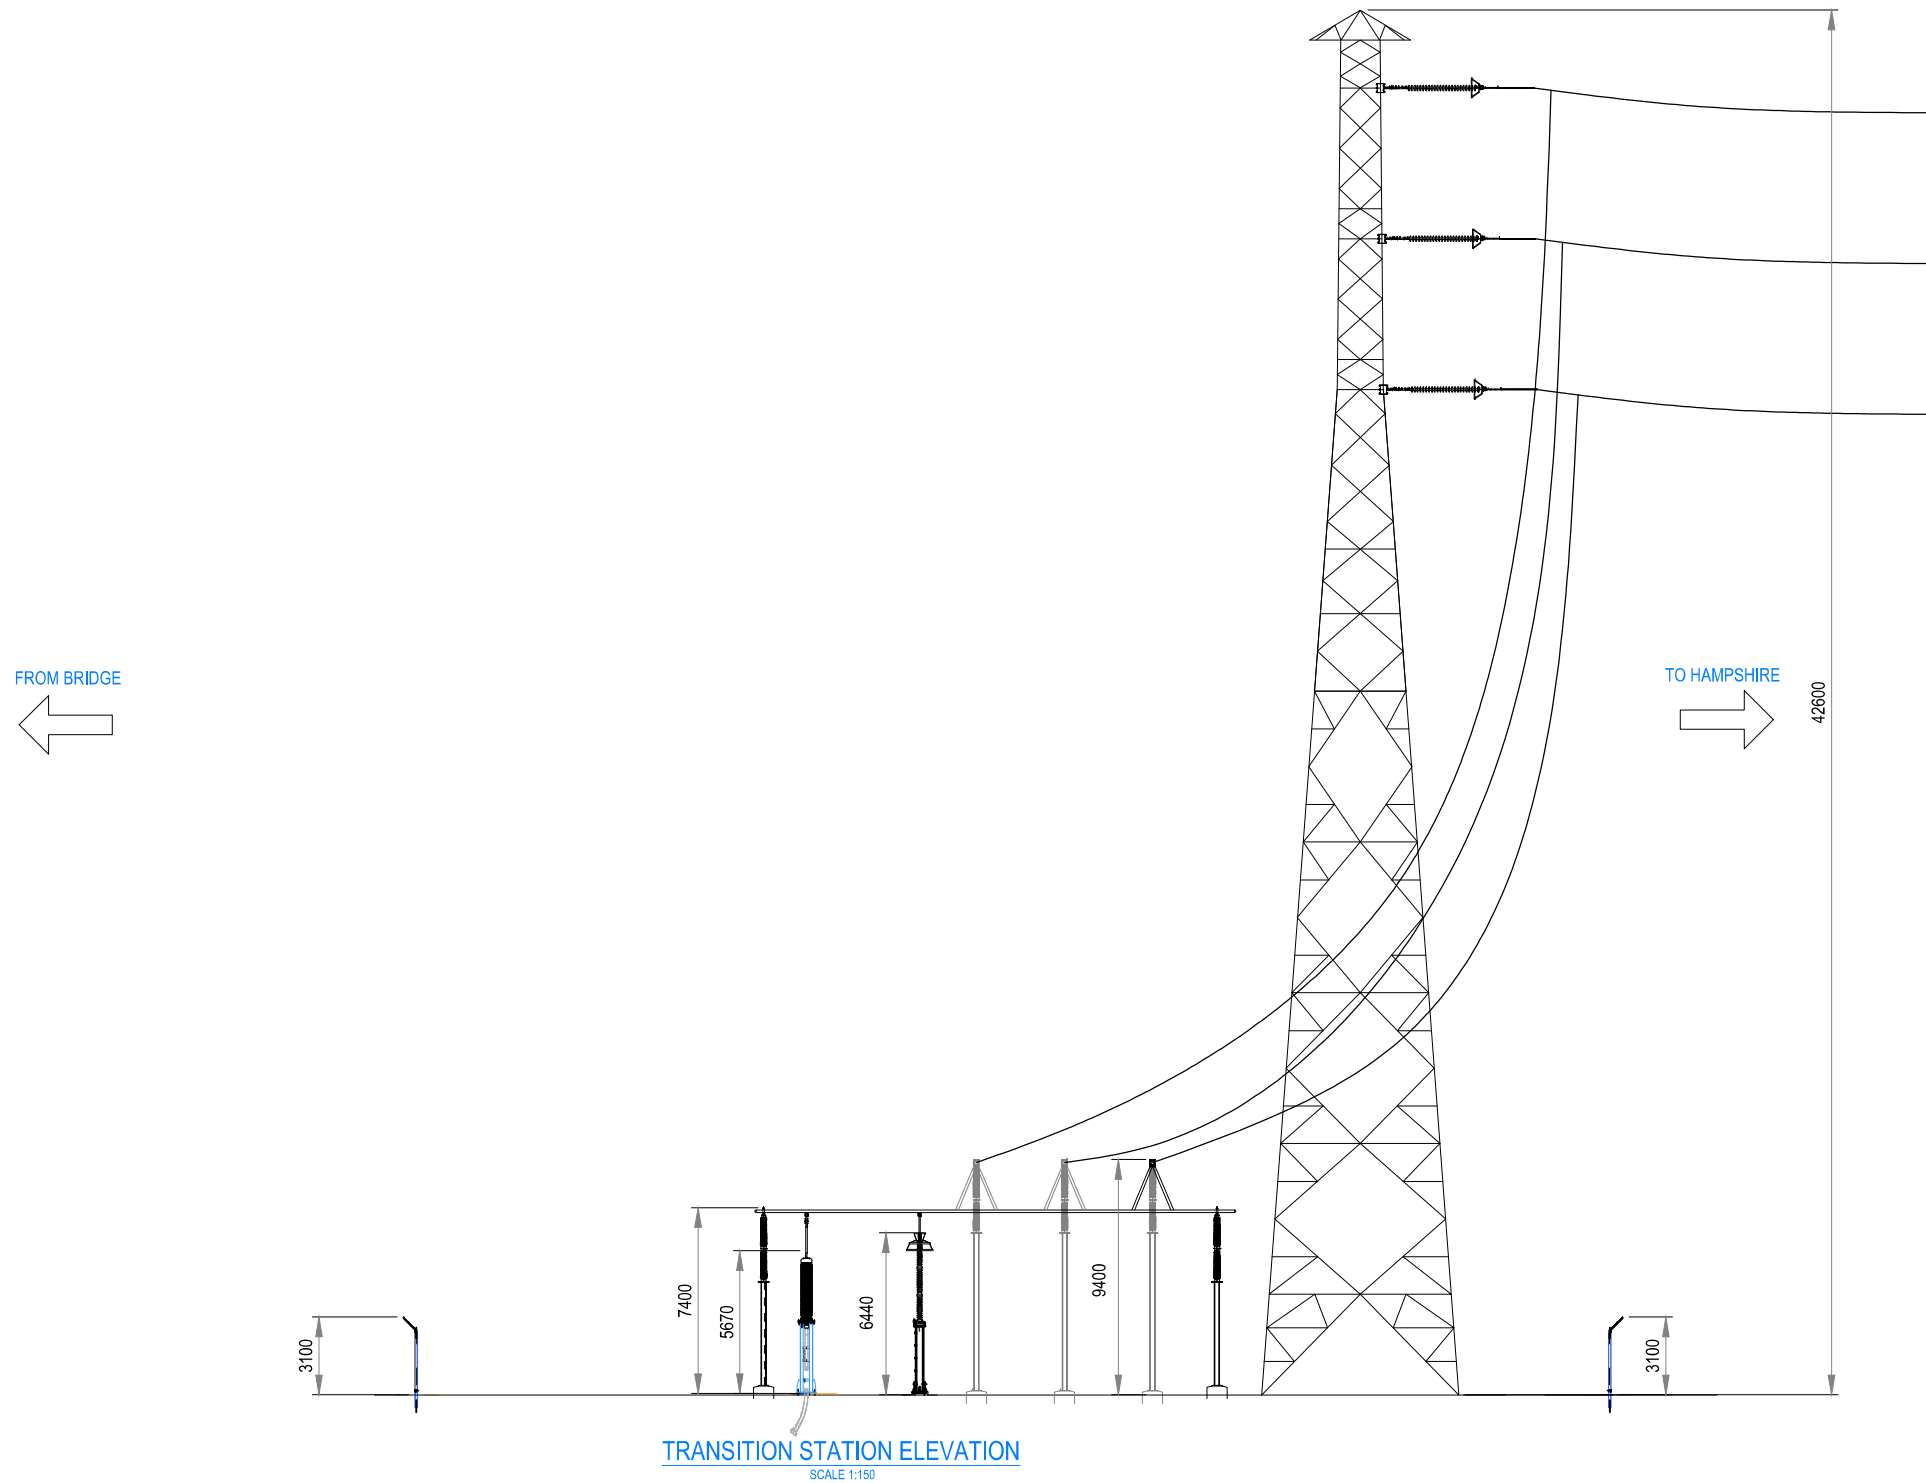 FROM BRIDGE
TO HAMPSHIRE
42600
3100
7400
5670
6440
9400
3100
TRANSITION STATION ELEVATION
SCALE 1:150